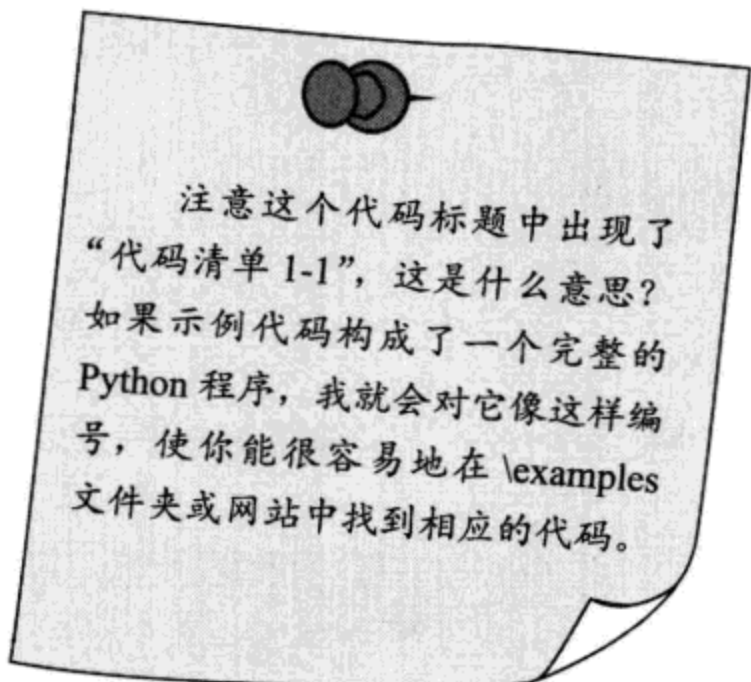 注意这个代码标题中出现了
“代码清单 1-1”，这是什么意思？
如果示例代码构成了一个完整的
Python 程序，我就会对它像这样编
号，使你能很容易地在 \examples
文件夹或网站中找到相应的代码。